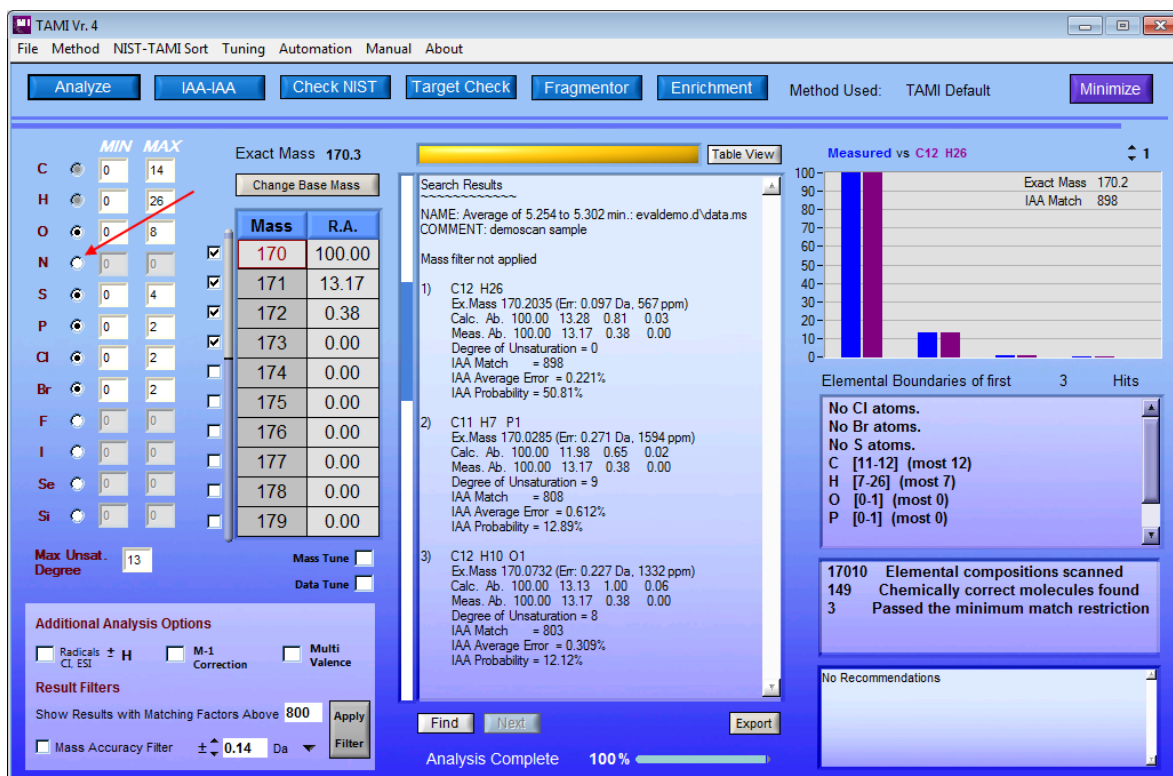 TAMI Vr. 4
File Method NIST-TAMI Sort Tuning Automation Manual About
Analyze IAA-IAA Check NIST Target Check Fragmentor Enrichment Method Used: TAMI Default Minimize
MIN MAX
C 0 14
H 0 26
O 0 8
N 0 0
S 0 4
P 0 2
Cl 0 2
Br 0 2
F 0 0
I 0 0
Se 0 0
Si 0 0
Max Unsat. Degree 13
Exact Mass 170.3
Change Base Mass
Mass R.A.
170 100.00
171 13.17
172 0.38
173 0.00
174 0.00
175 0.00
176 0.00
177 0.00
178 0.00
179 0.00
Mass Tune
Data Tune
Additional Analysis Options
Radicals ± H
CI, ESI
M-1
Correction
Multi
Valence
Result Filters
Show Results with Matching Factors Above 800
Mass Accuracy Filter ± 0.14 Da
Apply
Filter
Table View
Search Results
~~~~~~~~~~~~
NAME: Average of 5.254 to 5.302 min.: evaldemo.d\data.ms
COMMENT: demoscan sample
Mass filter not applied
1) C12 H26
Ex.Mass 170.2035 (Err: 0.097 Da, 567 ppm)
Calc. Ab. 100.00 13.28 0.81 0.03
Meas. Ab. 100.00 13.17 0.38 0.00
Degree of Unsaturation = 0
IAA Match = 898
IAA Average Error = 0.221%
IAA Probability = 50.81%
2) C11 H7 P1
Ex.Mass 170.0285 (Err: 0.271 Da, 1594 ppm)
Calc. Ab. 100.00 11.98 0.65 0.02
Meas. Ab. 100.00 13.17 0.38 0.00
Degree of Unsaturation = 9
IAA Match = 808
IAA Average Error = 0.612%
IAA Probability = 12.89%
3) C12 H10 O1
Ex.Mass 170.0732 (Err: 0.227 Da, 1332 ppm)
Calc. Ab. 100.00 13.13 1.00 0.06
Meas. Ab. 100.00 13.17 0.38 0.00
Degree of Unsaturation = 8
IAA Match = 803
IAA Average Error = 0.309%
IAA Probability = 12.12%
Find Next Export
Analysis Complete 100%
Measured vs C12 H26 1
Exact Mass 170.2
IAA Match 898
100
90
80
70
60
50
40
30
20
10
0
Elemental Boundaries of first 3 Hits
No Cl atoms.
No Br atoms.
No S atoms.
C [11-12] (most 12)
H [7-26] (most 7)
O [0-1] (most 0)
P [0-1] (most 0)
17010 Elemental compositions scanned
149 Chemically correct molecules found
3 Passed the minimum match restriction
No Recommendations